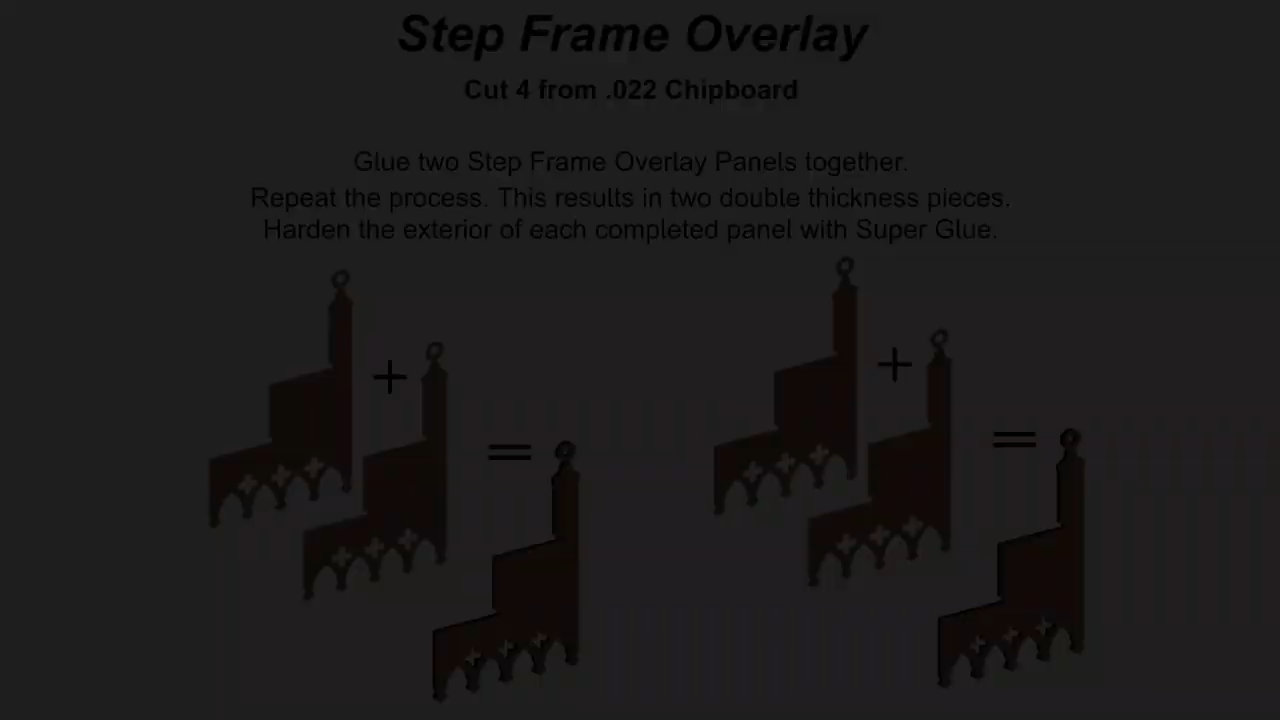 Step Frame Overlay
Cut 4 from .022 Chipboard
Glue two Step Frame Overlay Panels together.
Repeat the process. This results in two double thickness pieces.
Harden the exterior of each completed panel with Super Glue.
+ +
= =